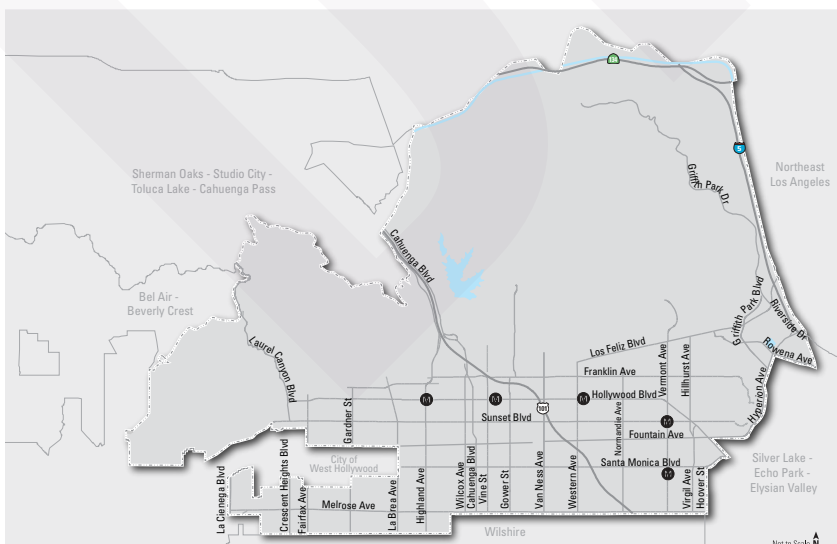 134
5
Northeast
Los Angeles
Sherman Oaks - Studio City -
Toluca Lake - Cahuenga Pass
Griffith Park Dr
Cahuenga Blvd
Bel Air -
Beverly Crest
Griffith Park Blvd
Riverside Dr
Laurel Canyon Blvd
Los Feliz Blvd
Rowena Ave
Franklin Ave
Vermont Ave
Hillhurst Ave
Hyperion Ave
M
M
M
Hollywood Blvd
Gardner St
101
Sunset Blvd
Normandie Ave
M
Fountain Ave
City of
West Hollywood
Santa Monica Blvd
M
Silver Lake -
Echo Park -
Elysian Valley
La Cienega Blvd
Crescent Heights Blvd
Fairfax Ave
Melrose Ave
La Brea Ave
Highland Ave
Wilcox Ave
Cahuenga Blvd
Vine St
Gower St
Van Ness Ave
Western Ave
Virgil Ave
Hoover St
Wilshire
Not to Scale
N